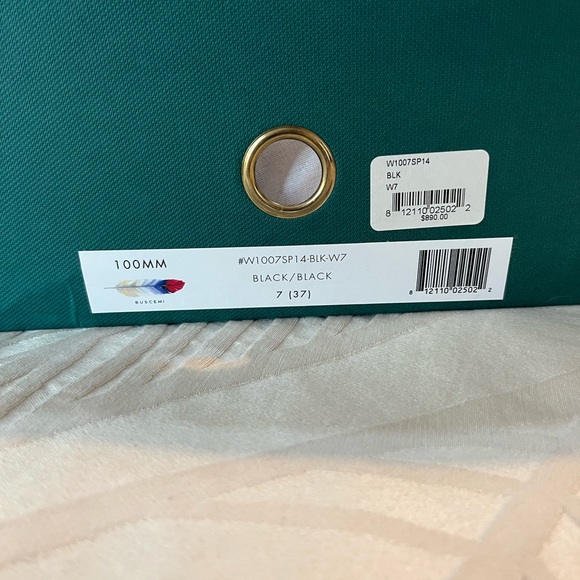 W1007SP14
BLK
W7
8 12110 02502 2
$890.00
100MM
BUSCEMI
#W1007SP14-BLK-W7
BLACK/BLACK
7 (37)
8 12110 02502 2